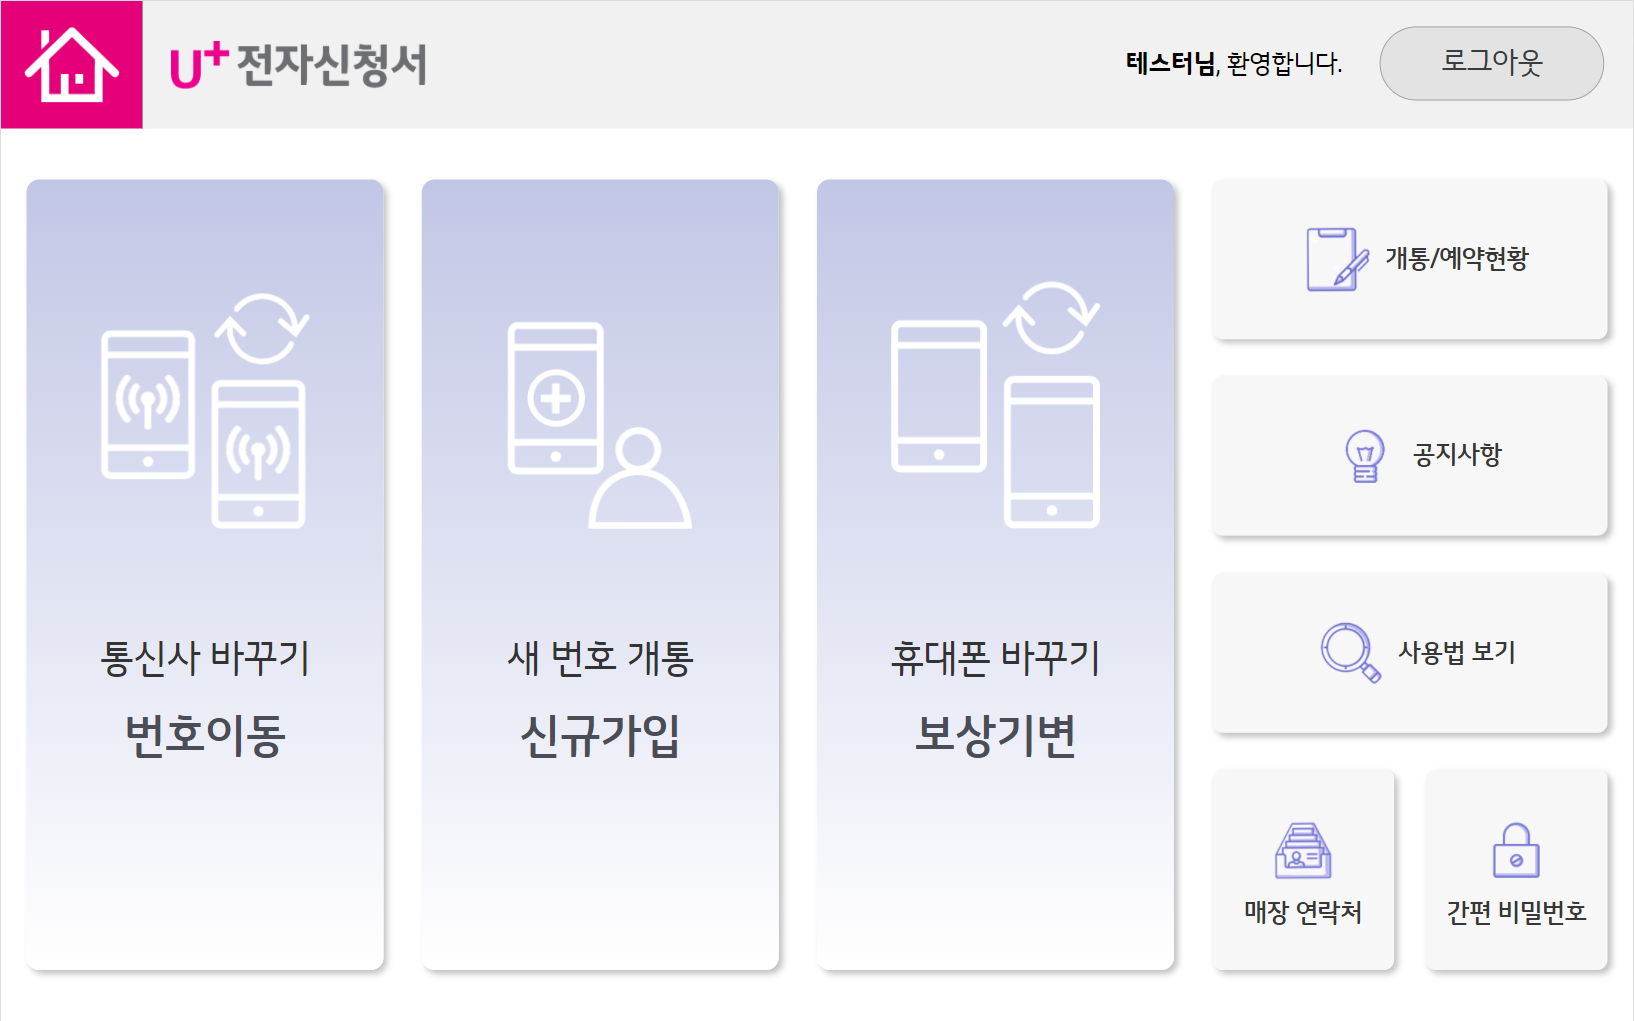 U+ 전자신청서
테스터님, 환영합니다.
로그아웃
통신사 바꾸기
번호이동
새 번호 개통
신규가입
휴대폰 바꾸기
보상기변
개통/예약현황
공지사항
사용법 보기
매장 연락처
간편 비밀번호